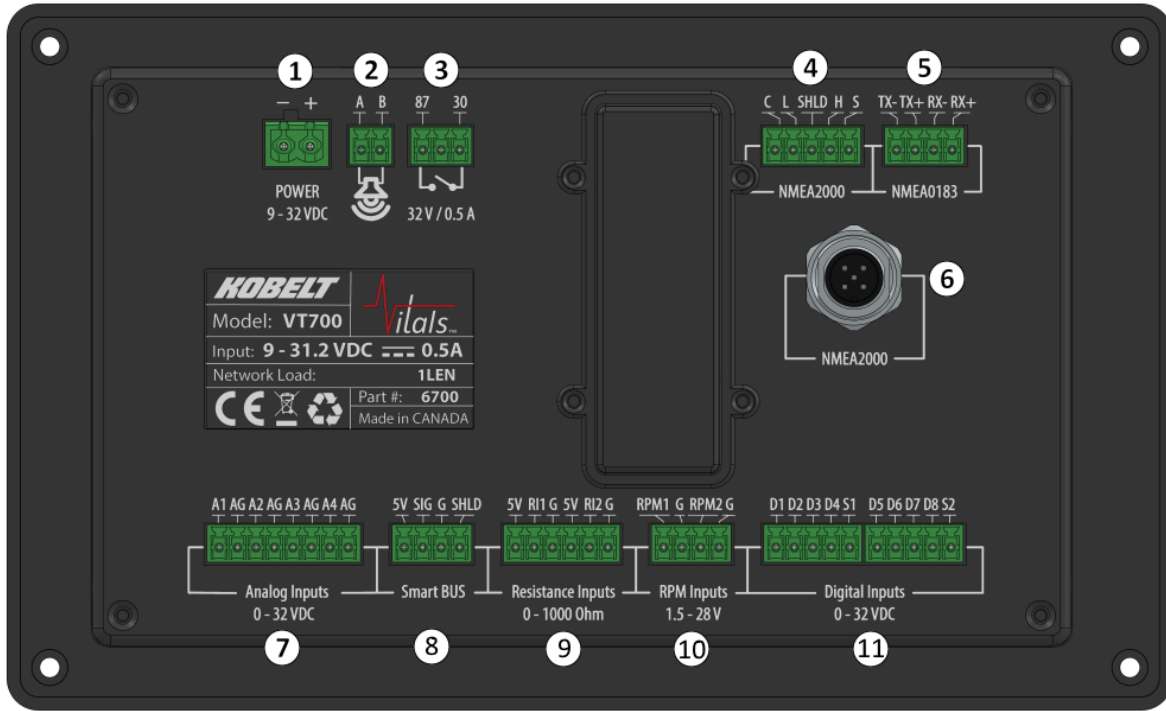 1 2 3 4 5
− + A B 87 30 C L SHLD H S TX- TX+ RX- RX+
POWER
9 - 32 VDC
32 V / 0.5 A
NMEA2000
NMEA0183
6
NMEA2000
KOBELT
Vitals™
Model: VT700
Input: 9 - 31.2 VDC 0.5A
Network Load: 1LEN
CE
Part #: 6700
Made in CANADA
A1 AG A2 AG A3 AG A4 AG 5V SIG G SHLD 5V RI1 G 5V RI2 G RPM1 G RPM2 G D1 D2 D3 D4 S1 D5 D6 D7 D8 S2
Analog Inputs
0 - 32 VDC
Smart BUS
Resistance Inputs
0 - 1000 Ohm
RPM Inputs
1.5 - 28 V
Digital Inputs
0 - 32 VDC
7 8 9 10 11